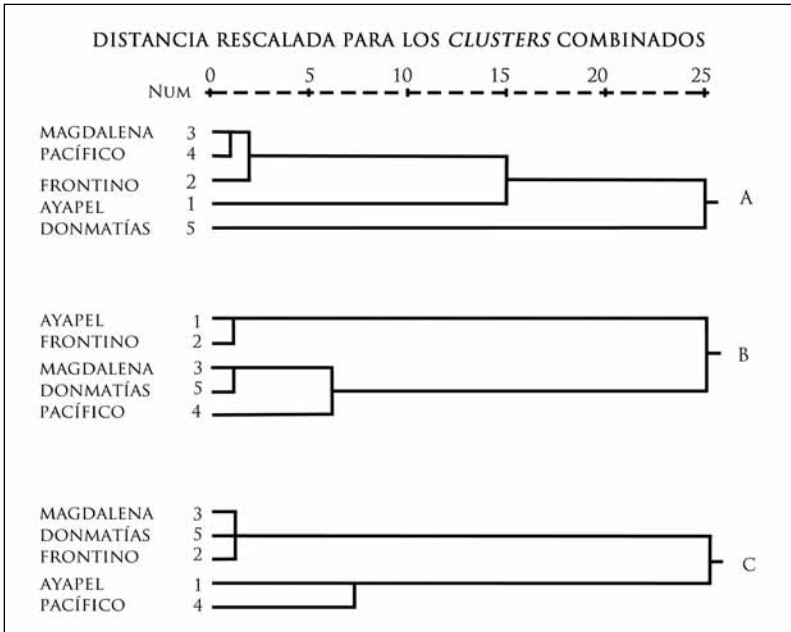 DISTANCIA RESCALADA PARA LOS CLUSTERS COMBINADOS
0 5 10 15 20 25
NUM
MAGDALENA 3
PACÍFICO 4
FRONTINO 2
AYAPEL 1
DONMATÍAS 5
A
AYAPEL 1
FRONTINO 2
MAGDALENA 3
DONMATÍAS 5
PACÍFICO 4
B
MAGDALENA 3
DONMATÍAS 5
FRONTINO 2
AYAPEL 1
PACÍFICO 4
C